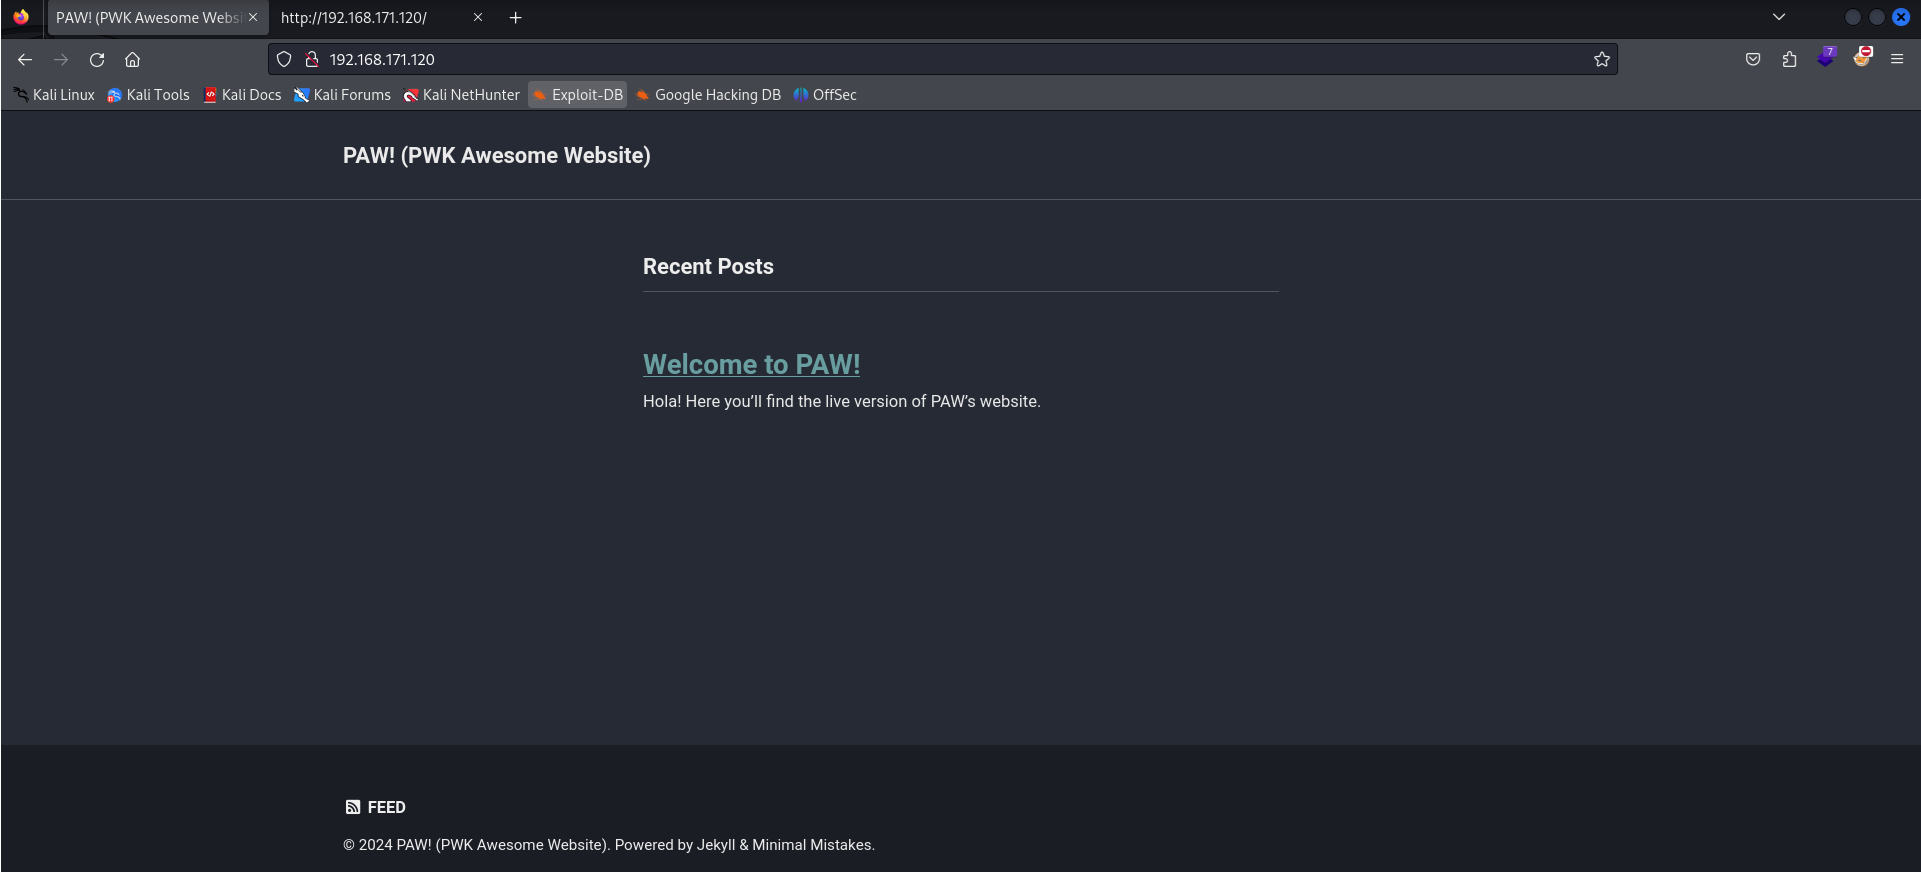 PAW! (PWK Awesome Websi http://192.168.171.120/
192.168.171.120 7
Kali Linux Kali Tools Kali Docs Kali Forums Kali NetHunter Exploit-DB Google Hacking DB OffSec
PAW! (PWK Awesome Website)
Recent Posts
Welcome to PAW!
Hola! Here you’ll find the live version of PAW’s website.
FEED
© 2024 PAW! (PWK Awesome Website). Powered by Jekyll & Minimal Mistakes.